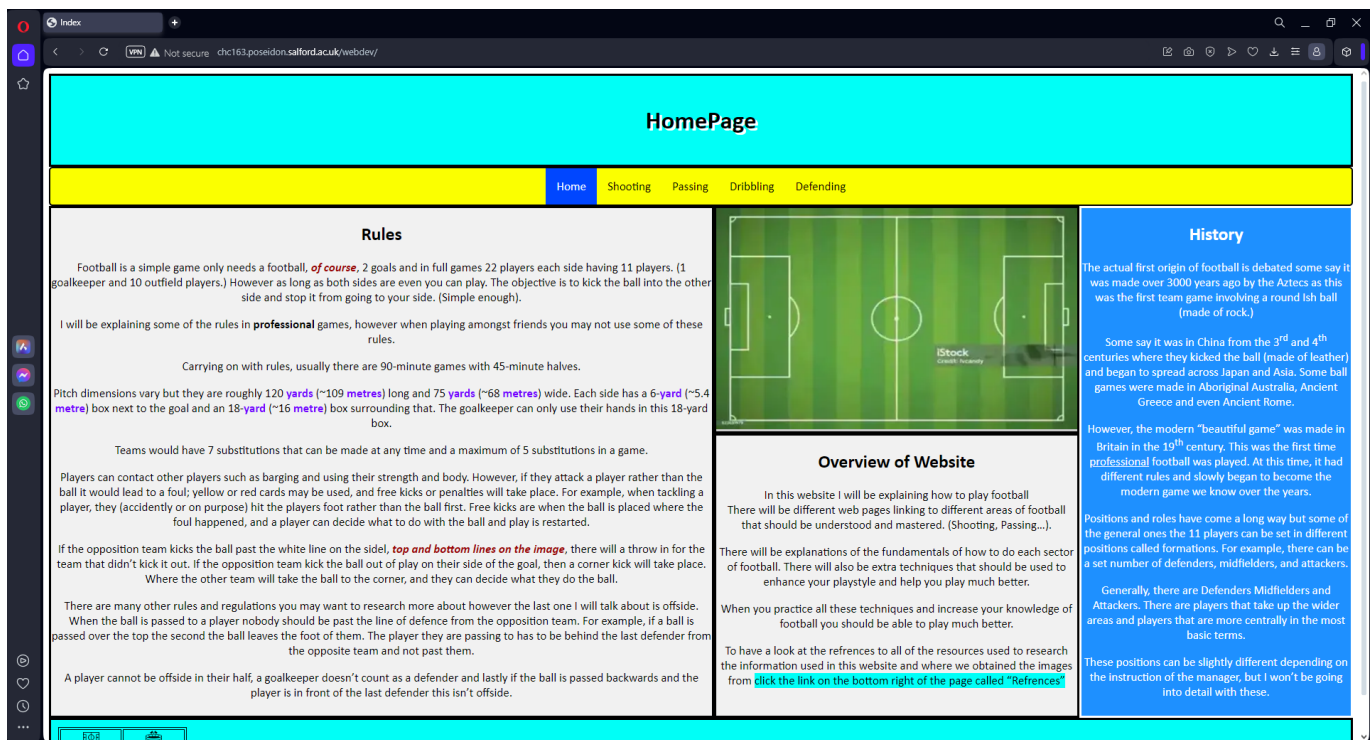 Index
VPN
Not secure
chc163.poseidon.salford.ac.uk/webdev/
HomePage
Home Shooting Passing Dribbling Defending
Rules
Football is a simple game only needs a football, of course, 2 goals and in full games 22 players each side having 11 players. (1
goalkeeper and 10 outfield players.) However as long as both sides are even you can play. The objective is to kick the ball into the other
side and stop it from going to your side. (Simple enough).
I will be explaining some of the rules in professional games, however when playing amongst friends you may not use some of these
rules.
Carrying on with rules, usually there are 90-minute games with 45-minute halves.
Pitch dimensions vary but they are roughly 120 yards (~109 metres) long and 75 yards (~68 metres) wide. Each side has a 6-yard (~5.4
metre) box next to the goal and an 18-yard (~16 metre) box surrounding that. The goalkeeper can only use their hands in this 18-yard
box.
Teams would have 7 substitutions that can be made at any time and a maximum of 5 substitutions in a game.
Players can contact other players such as barging and using their strength and body. However, if they attack a player rather than the
ball it would lead to a foul; yellow or red cards may be used, and free kicks or penalties will take place. For example, when tackling a
player, they (accidently or on purpose) hit the players foot rather than the ball first. Free kicks are when the ball is placed where the
foul happened, and a player can decide what to do with the ball and play is restarted.
If the opposition team kicks the ball past the white line on the sidel, top and bottom lines on the image, there will a throw in for the
team that didn't kick it out. If the opposition team kick the ball out of play on their side of the goal, then a corner kick will take place.
Where the other team will take the ball to the corner, and they can decide what they do the ball.
There are many other rules and regulations you may want to research more about however the last one I will talk about is offside.
When the ball is passed to a player nobody should be past the line of defence from the opposition team. For example, if a ball is
passed over the top the second the ball leaves the foot of them. The player they are passing to has to be behind the last defender from
the opposite team and not past them.
A player cannot be offside in their half, a goalkeeper doesn't count as a defender and lastly if the ball is passed backwards and the
player is in front of the last defender this isn't offside.
iStock
Overview of Website
In this website I will be explaining how to play football
There will be different web pages linking to different areas of football
that should be understood and mastered. (Shooting, Passing...).
There will be explanations of the fundamentals of how to do each sector
of football. There will also be extra techniques that should be used to
enhance your playstyle and help you play much better.
When you practice all these techniques and increase your knowledge of
football you should be able to play much better.
To have a look at the refrences to all of the resources used to research
the information used in this website and where we obtained the images
from click the link on the bottom right of the page called "Refrences"
History
The actual first origin of football is debated some say it
was made over 3000 years ago by the Aztecs as this
was the first team game involving a round Ish ball
(made of rock.)
Some say it was in China from the 3rd and 4th
centuries where they kicked the ball (made of leather)
and began to spread across Japan and Asia. Some ball
games were made in Aboriginal Australia, Ancient
Greece and even Ancient Rome.
However, the modern "beautiful game" was made in
Britain in the 19th century. This was the first time
professional football was played. At this time, it had
different rules and slowly began to become the
modern game we know over the years.
Positions and roles have come a long way but some of
the general ones the 11 players can be set in different
positions called formations. For example, there can be
a set number of defenders, midfielders, and attackers.
Generally, there are Defenders Midfielders and
Attackers. There are players that take up the wider
areas and players that are more centrally in the most
basic terms.
These positions can be slightly different depending on
the instruction of the manager, but I won't be going
into detail with these.